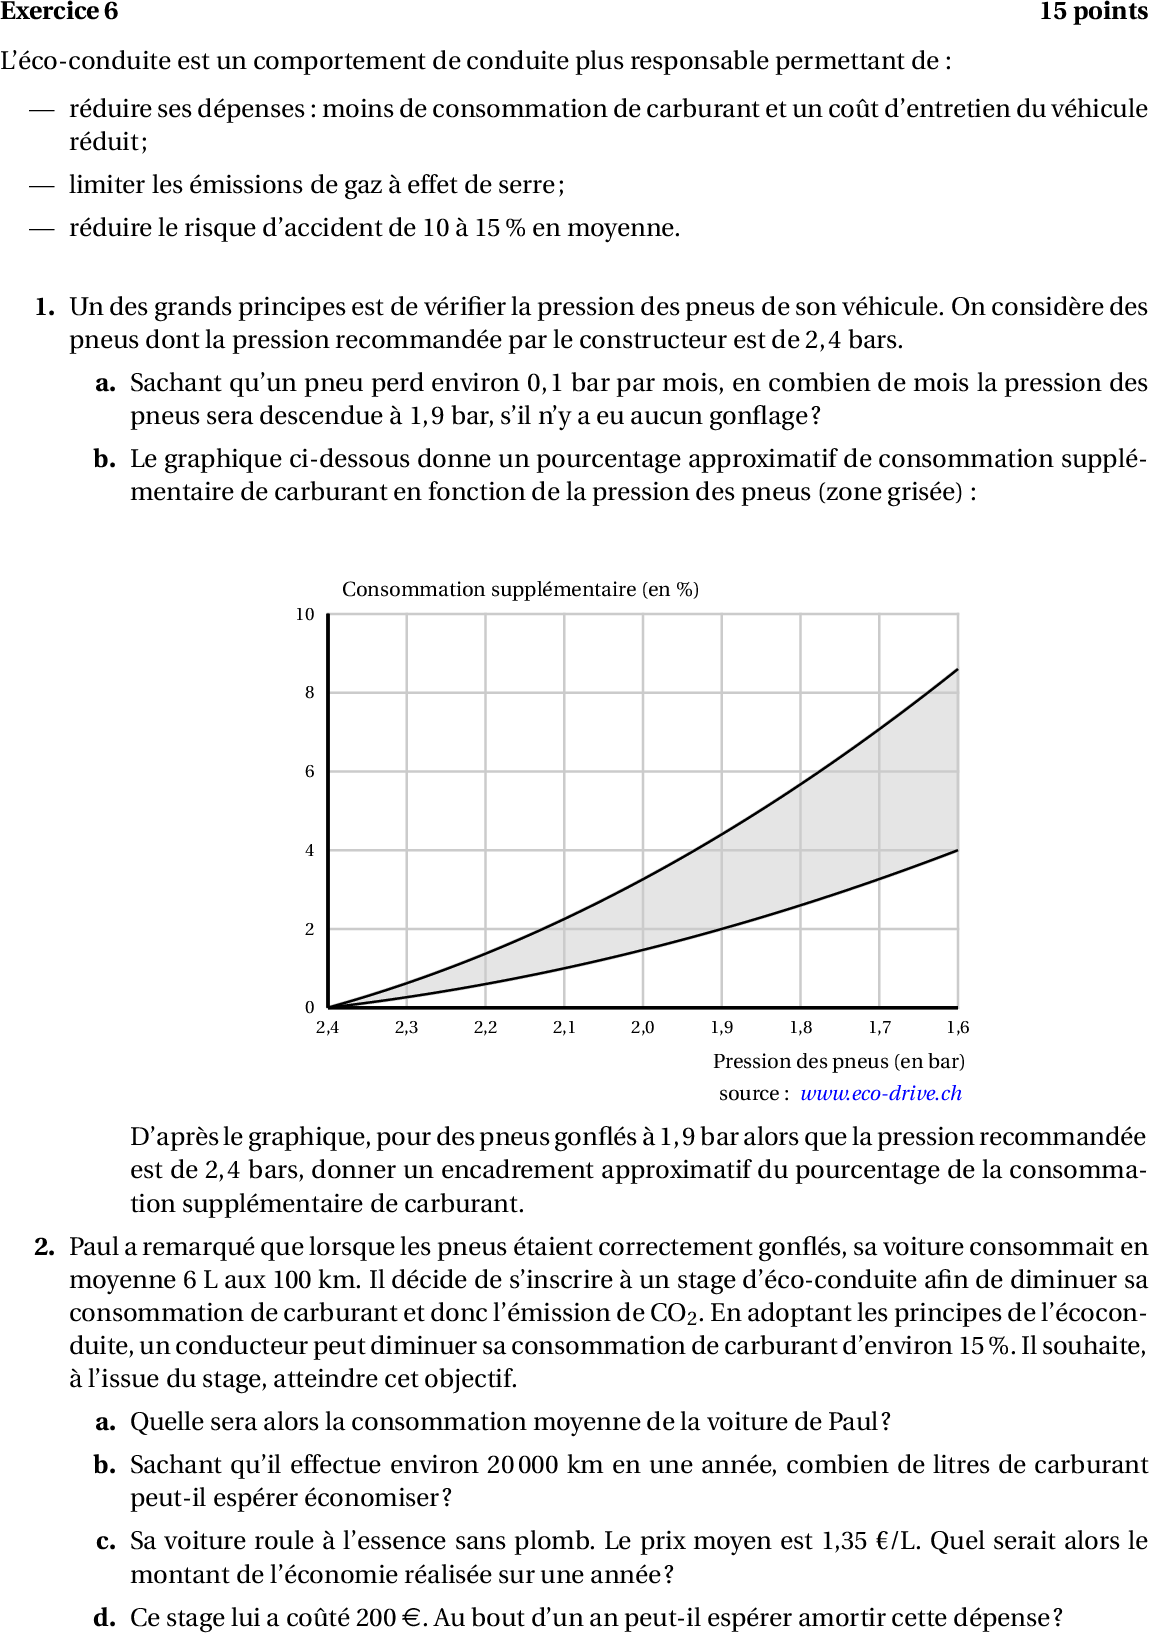 Exercice 6 15 points
L'éco-conduite est un comportement de conduite plus responsable permettant de :
— réduire ses dépenses : moins de consommation de carburant et un coût d'entretien du véhicule
réduit;
— limiter les émissions de gaz à effet de serre;
— réduire le risque d'accident de 10 à 15 % en moyenne.
1. Un des grands principes est de vérifier la pression des pneus de son véhicule. On considère des
pneus dont la pression recommandée par le constructeur est de 2,4 bars.
a. Sachant qu'un pneu perd environ 0,1 bar par mois, en combien de mois la pression des
pneus sera descendue à 1,9 bar, s'il n'y a eu aucun gonflage?
b. Le graphique ci-dessous donne un pourcentage approximatif de consommation supplé-
mentaire de carburant en fonction de la pression des pneus (zone grisée) :
Consommation supplémentaire (en %)
10
8
6
4
2
0
2,4 2,3 2,2 2,1 2,0 1,9 1,8 1,7 1,6
Pression des pneus (en bar)
source : www.eco-drive.ch
D'après le graphique, pour des pneus gonflés à 1,9 bar alors que la pression recommandée
est de 2,4 bars, donner un encadrement approximatif du pourcentage de la consomma-
tion supplémentaire de carburant.
2. Paul a remarqué que lorsque les pneus étaient correctement gonflés, sa voiture consommait en
moyenne 6 L aux 100 km. Il décide de s'inscrire à un stage d'éco-conduite afin de diminuer sa
consommation de carburant et donc l'émission de CO₂. En adoptant les principes de l'écocon-
duite, un conducteur peut diminuer sa consommation de carburant d'environ 15 %. Il souhaite,
à l'issue du stage, atteindre cet objectif.
a. Quelle sera alors la consommation moyenne de la voiture de Paul?
b. Sachant qu'il effectue environ 20 000 km en une année, combien de litres de carburant
peut-il espérer économiser?
c. Sa voiture roule à l'essence sans plomb. Le prix moyen est 1,35 €/L. Quel serait alors le
montant de l'économie réalisée sur une année?
d. Ce stage lui a coûté 200 €. Au bout d'un an peut-il espérer amortir cette dépense?